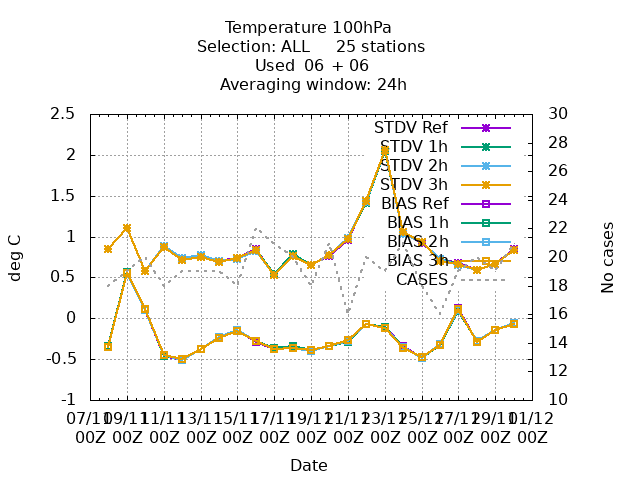 Temperature 100hPa
Selection: ALL 25 stations
Used 06 + 06
Averaging window: 24h
2.5
2
1.5
1
0.5
0
-0.5
-1
deg C
30
28
26
24
22
20
18
16
14
12
10
No cases
STDV Ref
STDV 1h
STDV 2h
STDV 3h
BIAS Ref
BIAS 1h
BIAS 2h
BIAS 3h
CASES
07/11 09/11 11/11 13/11 15/11 17/11 19/11 21/11 23/11 25/11 27/11 29/11 01/12
00Z 00Z 00Z 00Z 00Z 00Z 00Z 00Z 00Z 00Z 00Z 00Z 00Z
Date